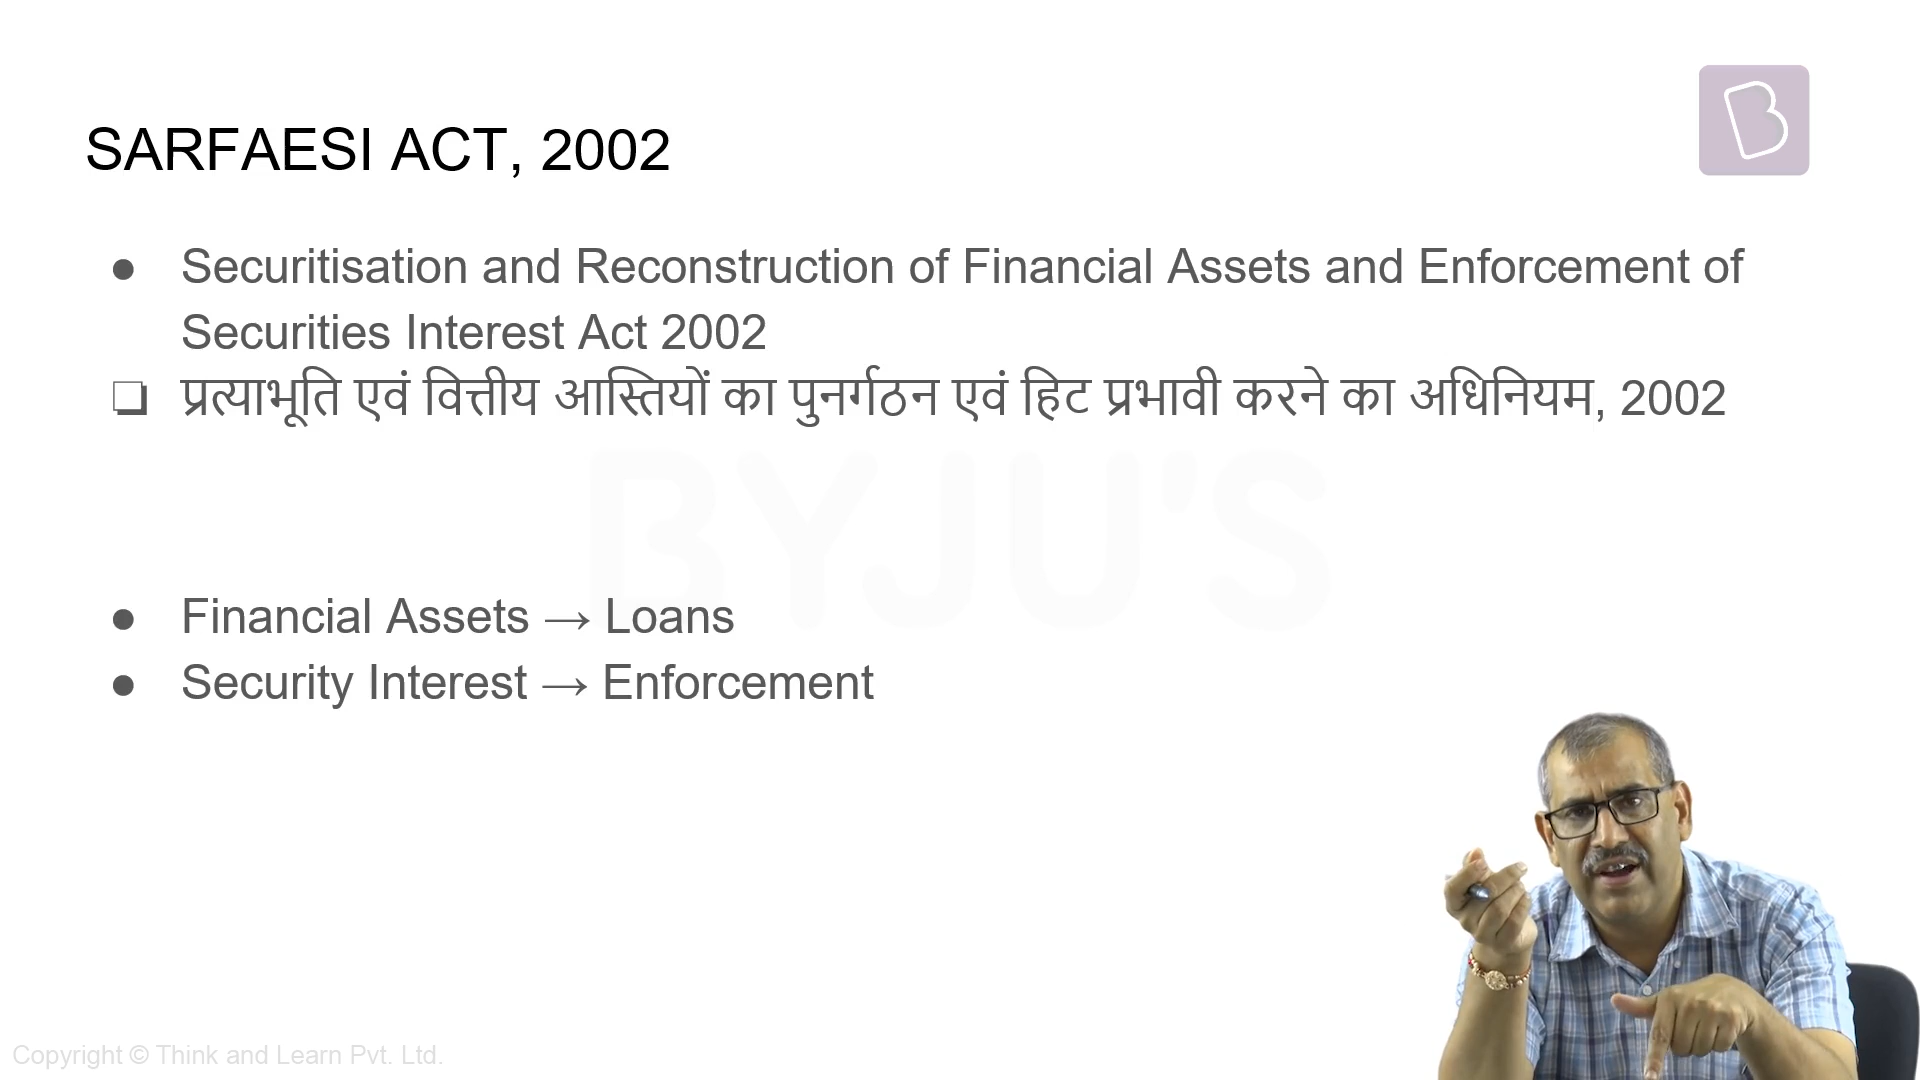 SARFAESI ACT, 2002
● Securitisation and Reconstruction of Financial Assets and Enforcement of
Securities Interest Act 2002
❏ प्रत्याभूति एवं वित्तीय आस्तियों का पुनर्गठन एवं हिट प्रभावी करने का अधिनियम, 2002
BYJU'S
● Financial Assets → Loans
● Security Interest → Enforcement
Copyright © Think and Learn Pvt. Ltd.